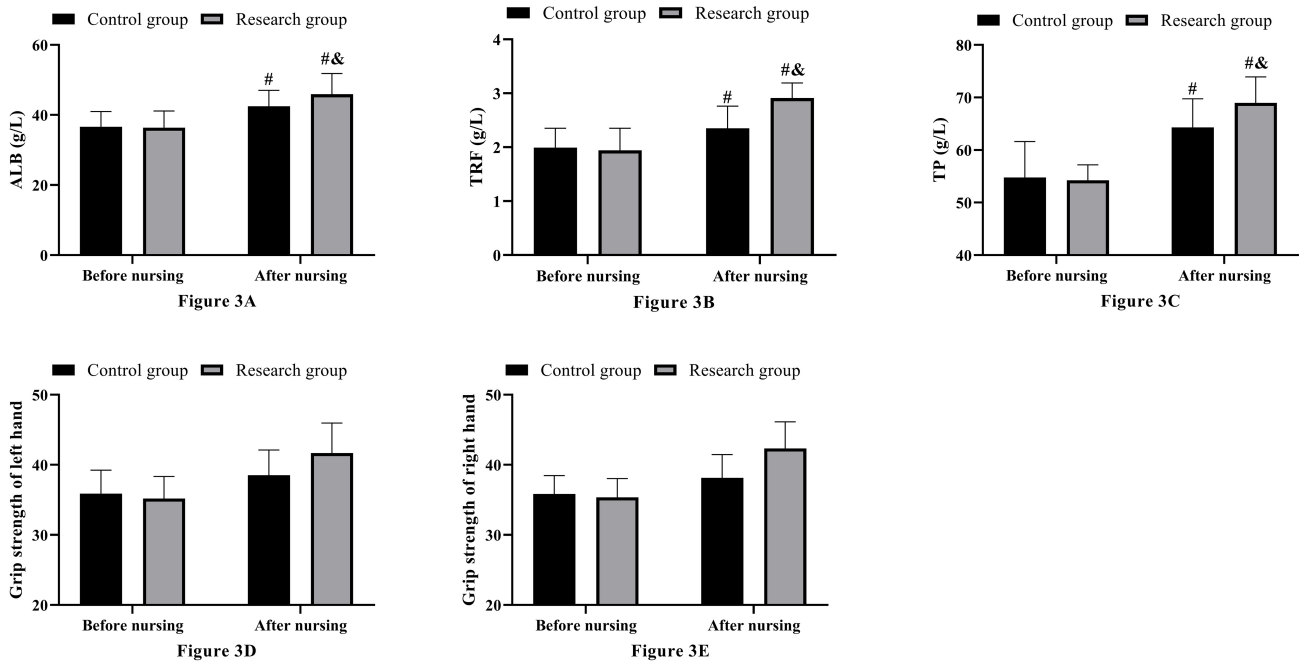 Control group Research group
60
40
20
0
ALB (g/L)
#
#&
Before nursing After nursing
Figure 3A
Control group Research group
4
3
2
1
0
TRF (g/L)
#
#&
Before nursing After nursing
Figure 3B
Control group Research group
80
70
60
50
40
TP (g/L)
#
#&
Before nursing After nursing
Figure 3C
Control group Research group
50
40
30
20
Grip strength of left hand
Before nursing After nursing
Figure 3D
Control group Research group
50
40
30
20
Grip strength of right hand
Before nursing After nursing
Figure 3E